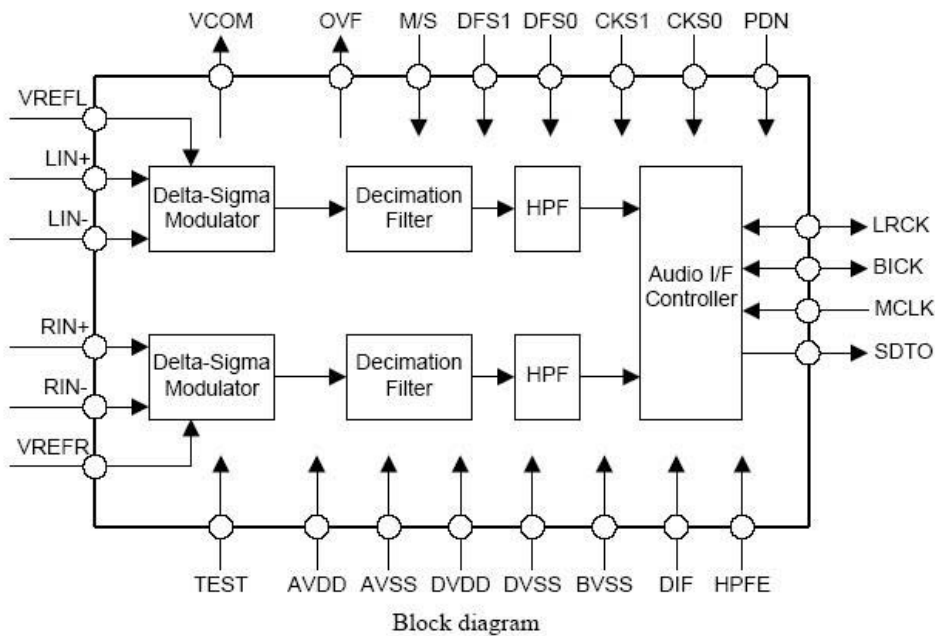 VCOM OVF M/S DFS1 DFS0 CKS1 CKS0 PDN
VREFL
LIN+
LIN-
Delta-Sigma
Modulator
Decimation
Filter
HPF
Audio I/F
Controller
LRCK
BICK
MCLK
SDTO
RIN+
RIN-
VREFR
Delta-Sigma
Modulator
Decimation
Filter
HPF
TEST AVDD AVSS DVDD DVSS BVSS DIF HPFE
Block diagram